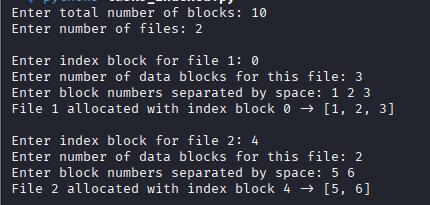 Enter total number of blocks: 10
Enter number of files: 2
Enter index block for file 1: 0
Enter number of data blocks for this file: 3
Enter block numbers separated by space: 1 2 3
File 1 allocated with index block 0 → [1, 2, 3]
Enter index block for file 2: 4
Enter number of data blocks for this file: 2
Enter block numbers separated by space: 5 6
File 2 allocated with index block 4 → [5, 6]